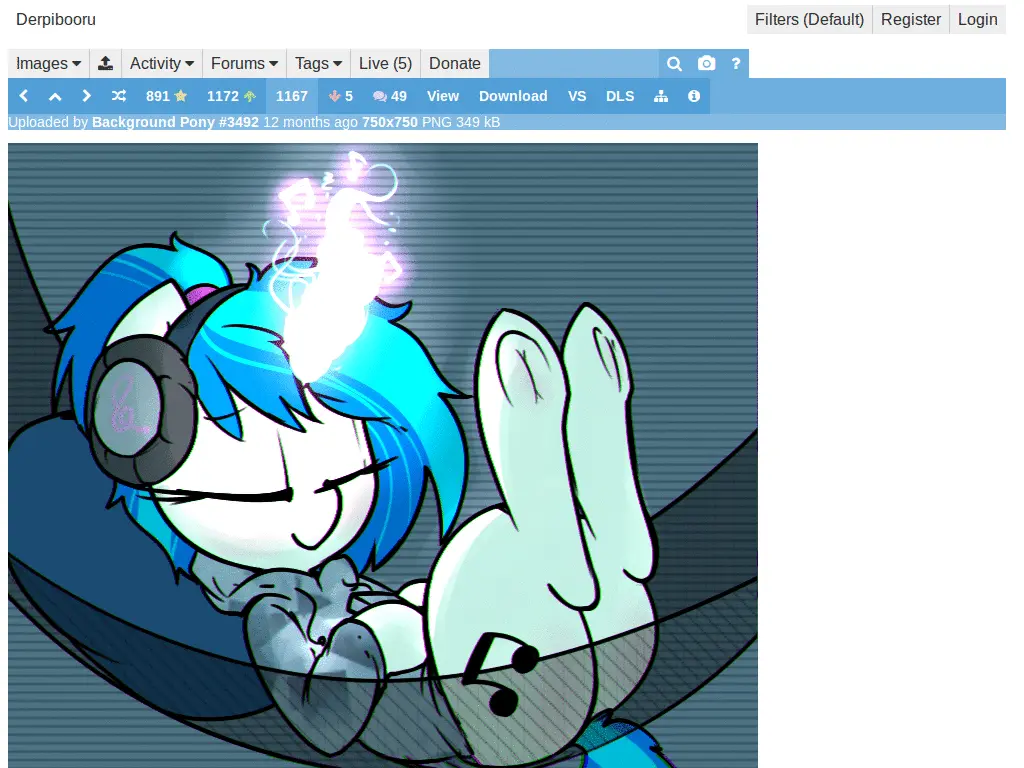 Derpibooru
Filters (Default) Register Login
Images Activity Forums Tags Live (5) Donate ?
891 1172 1167 5 49 View Download VS DLS
Uploaded by Background Pony #3492 12 months ago 750x750 PNG 349 kB